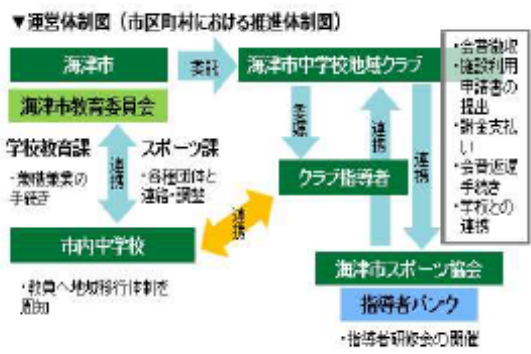 ▼運営体制図（市区町村における推進体制図）
海津市
委託
海津市中学校地域クラブ
・会費徴収
・施設利用
申請書の
提出
・謝金支払
い
・会費返還
手続き
・学校との
連携
海津市教育委員会
学校教育課
スポーツ課
・兼職兼業の
手続き
連携
・各種団体と
連絡・調整
委嘱
連携
連携
クラブ指導者
連携
市内中学校
・教員へ地域移行体制を
周知
海津市スポーツ協会
指導者バンク
・指導者研修会の開催